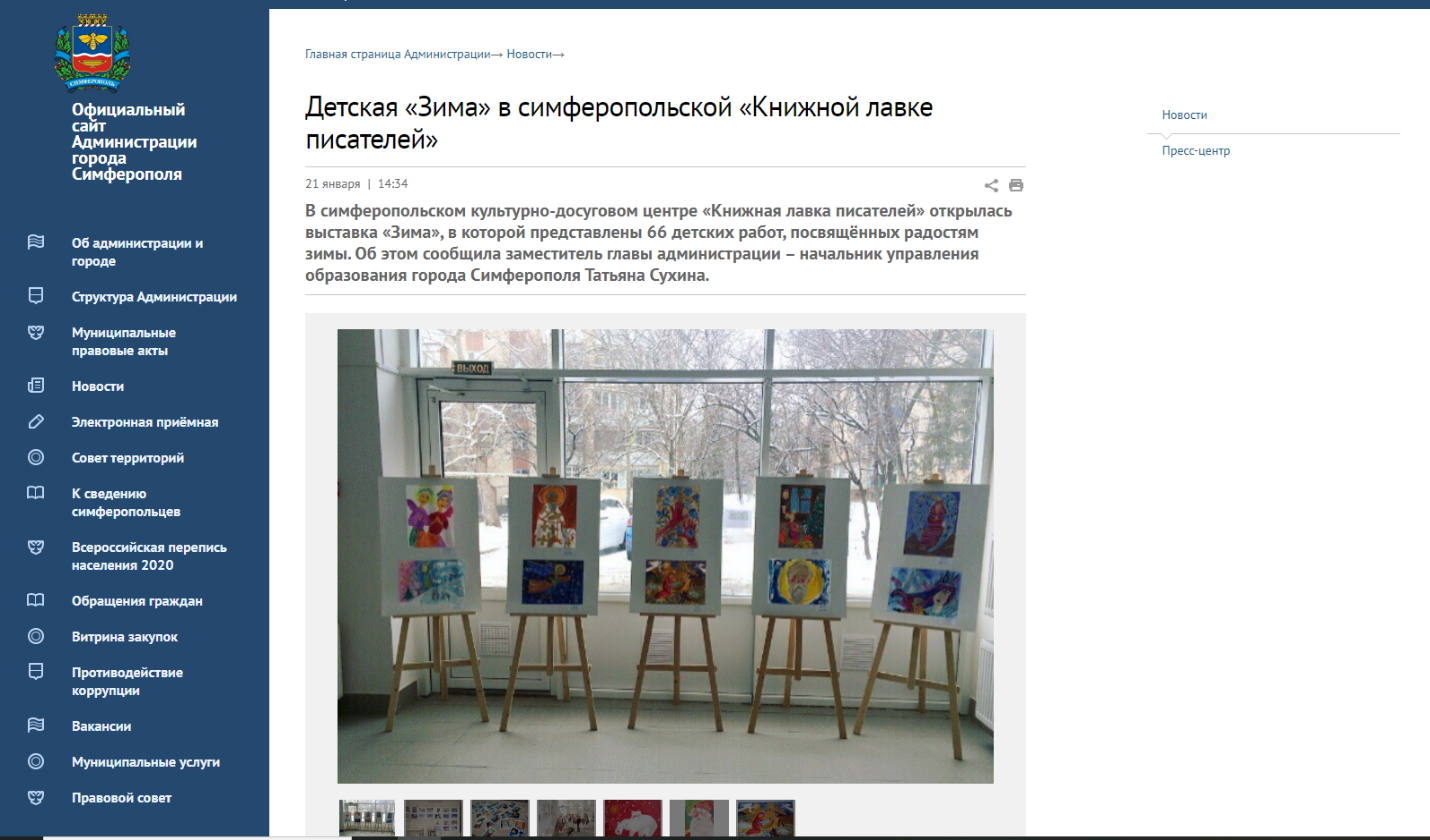 СИМФЕРОПОЛЬ
Официальный
сайт
Администрации
города
Симферополя
Об администрации и
городе
Структура Администрации
Муниципальные
правовые акты
Новости
Электронная приёмная
Совет территорий
К сведению
симферопольцев
Всероссийская перепись
населения 2020
Обращения граждан
Витрина закупок
Противодействие
коррупции
Вакансии
Муниципальные услуги
Правовой совет
Главная страница Администрации→ Новости→
Детская «Зима» в симферопольской «Книжной лавке
писателей»
21 января | 14:34
В симферопольском культурно-досуговом центре «Книжная лавка писателей» открылась
выставка «Зима», в которой представлены 66 детских работ, посвящённых радостям
зимы. Об этом сообщила заместитель главы администрации – начальник управления
образования города Симферополя Татьяна Сухина.
ВЫХОД
Новости
Пресс-центр